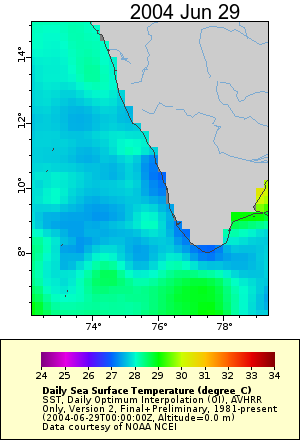 2004 Jun 29
14°
12°
10°
8°
74° 76° 78°
24 25 26 27 28 29 30 31 32 33 34
Daily Sea Surface Temperature (degree_C)
SST, Daily Optimum Interpolation (OI), AVHRR
Only, Version 2, Final+Preliminary, 1981-present
(2004-06-29T00:00:00Z, Altitude=0.0 m)
Data courtesy of NOAA NCEI